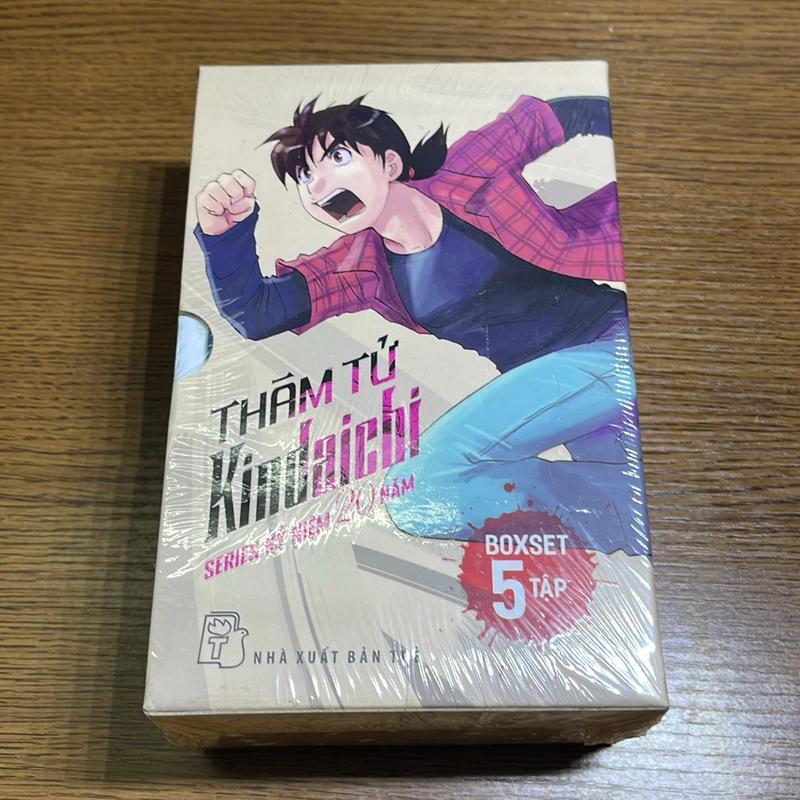 THÁM TỬ
Kindaichi
SERIES KỶ NIỆM 20 NĂM
BOXSET
5 TẬP
NHÀ XUẤT BẢN TRẺ